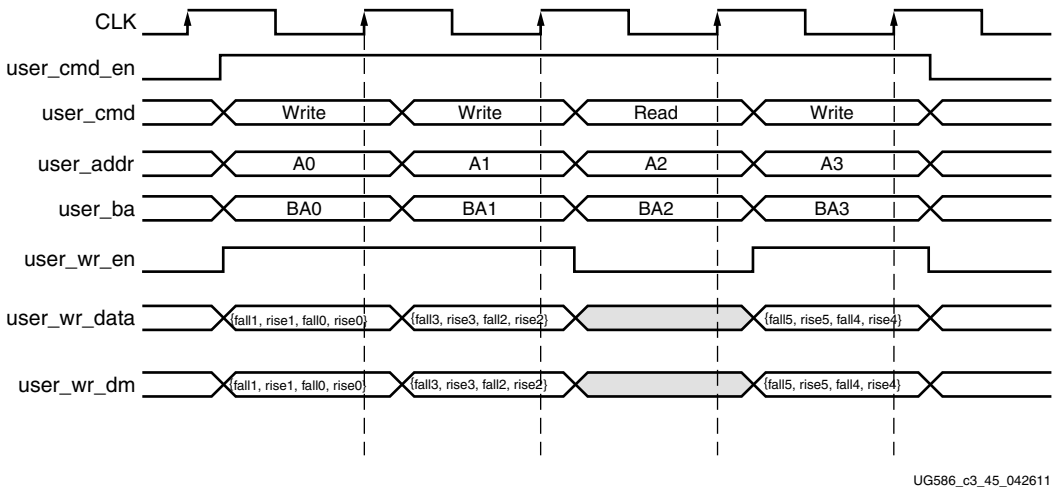 CLK
user_cmd_en
user_cmd Write Write Read Write
user_addr A0 A1 A2 A3
user_ba BA0 BA1 BA2 BA3
user_wr_en
user_wr_data {fall1, rise1, fall0, rise0} {fall3, rise3, fall2, rise2} {fall5, rise5, fall4, rise4}
user_wr_dm {fall1, rise1, fall0, rise0} {fall3, rise3, fall2, rise2} {fall5, rise5, fall4, rise4}
UG586_c3_45_042611